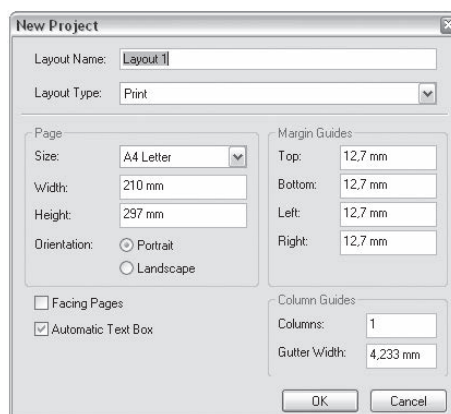 New Project
Layout Name: Layout 1
Layout Type: Print
Page
Size: A4 Letter
Width: 210 mm
Height: 297 mm
Orientation: Portrait
Landscape
Facing Pages
Automatic Text Box
Margin Guides
Top: 12,7 mm
Bottom: 12,7 mm
Left: 12,7 mm
Right: 12,7 mm
Column Guides
Columns: 1
Gutter Width: 4,233 mm
OK Cancel